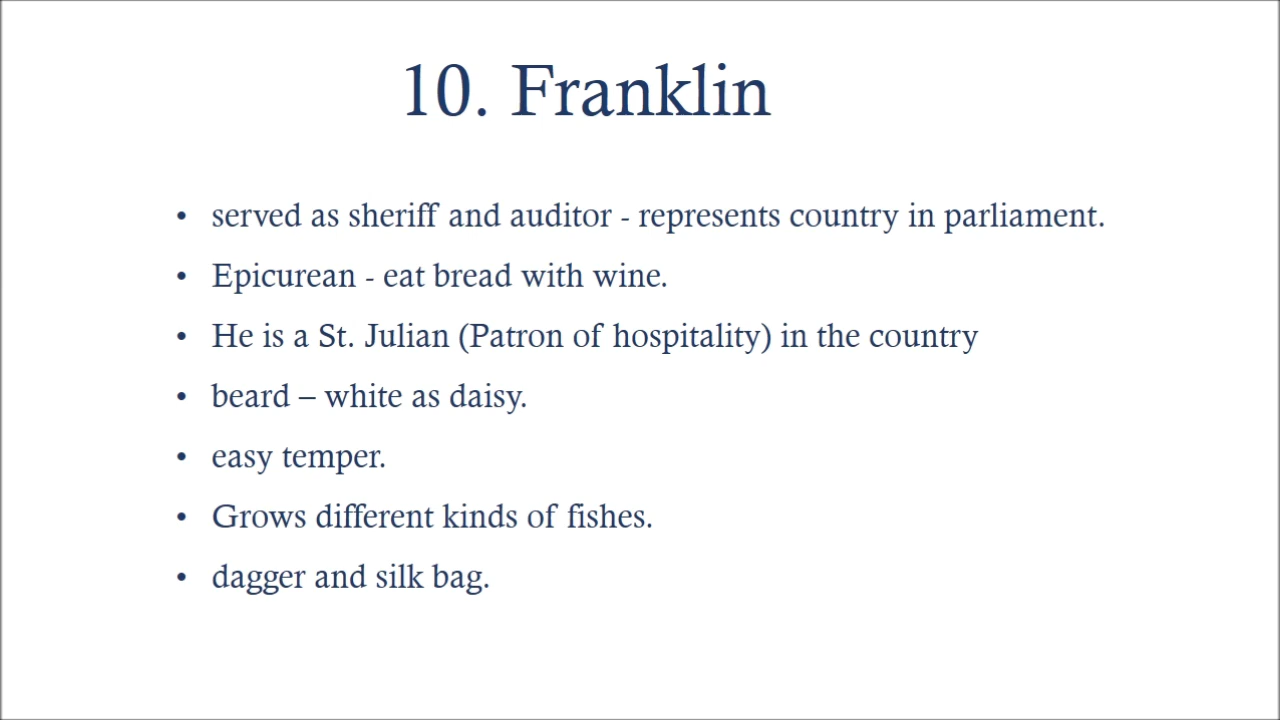 10. Franklin
• served as sheriff and auditor - represents country in parliament.
• Epicurean - eat bread with wine.
• He is a St. Julian (Patron of hospitality) in the country
• beard – white as daisy.
• easy temper.
• Grows different kinds of fishes.
• dagger and silk bag.